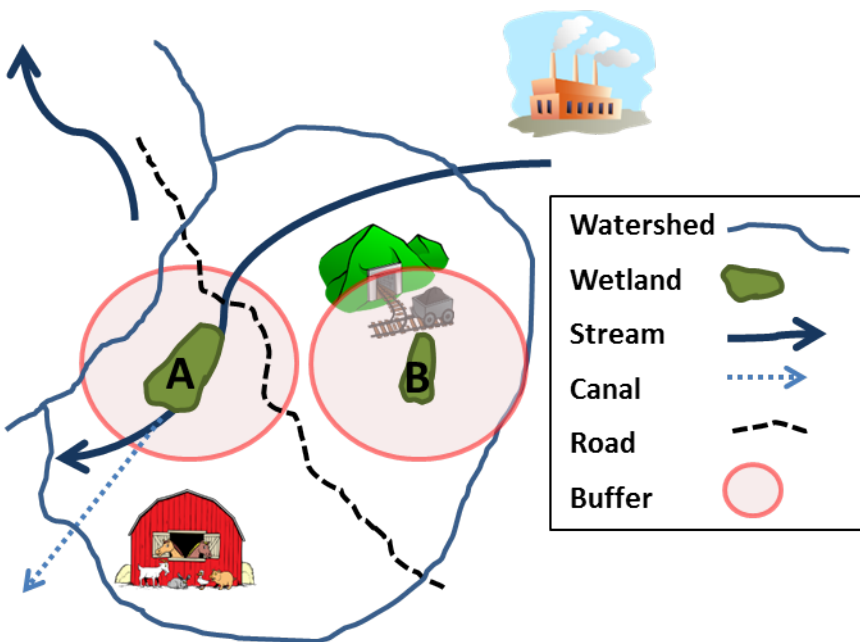 A
B
Watershed
Wetland
Stream
Canal
Road
Buffer